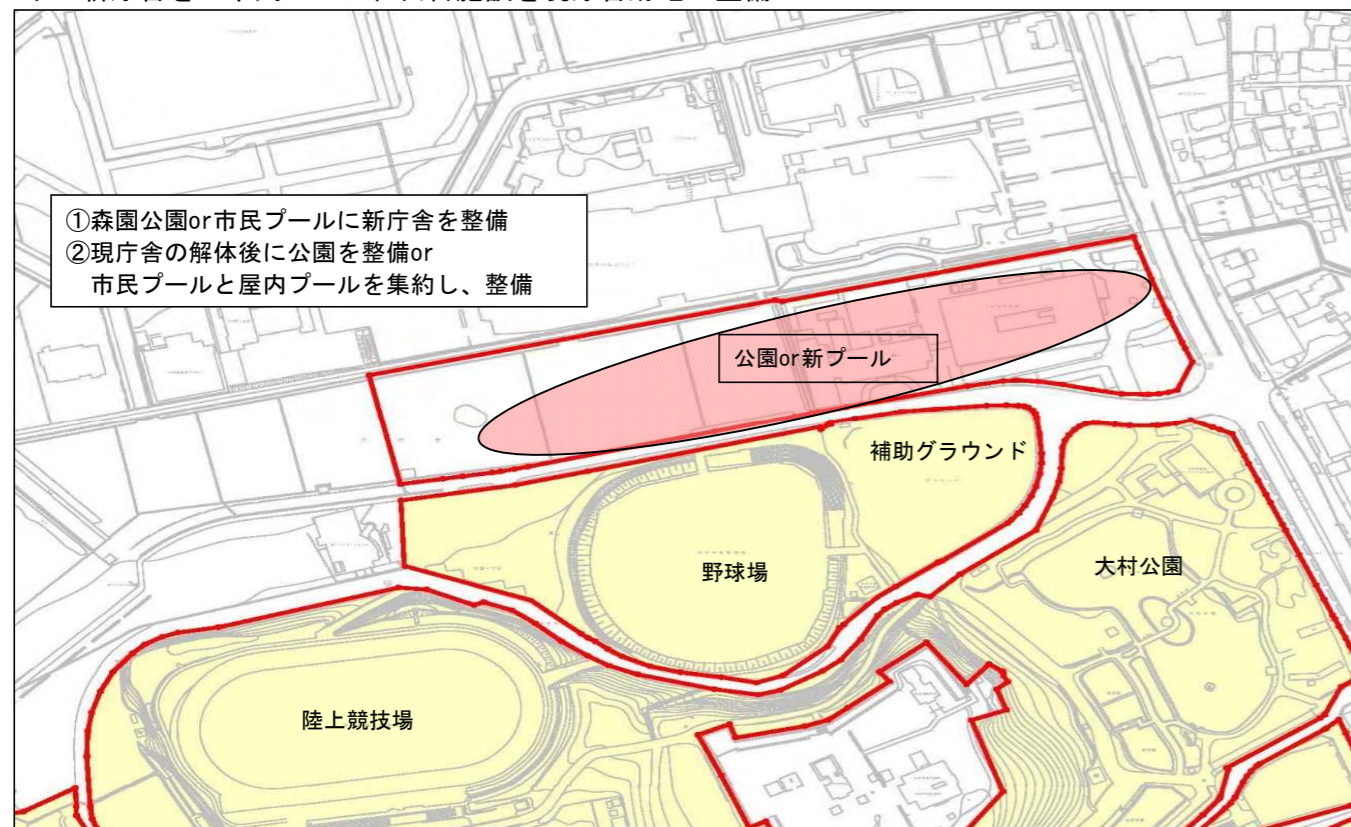 ①森園公園or市民プールに新庁舎を整備
②現庁舎の解体後に公園を整備or
市民プールと屋内プールを集約し、整備
公園or新プール
補助グラウンド
野球場
大村公園
陸上競技場